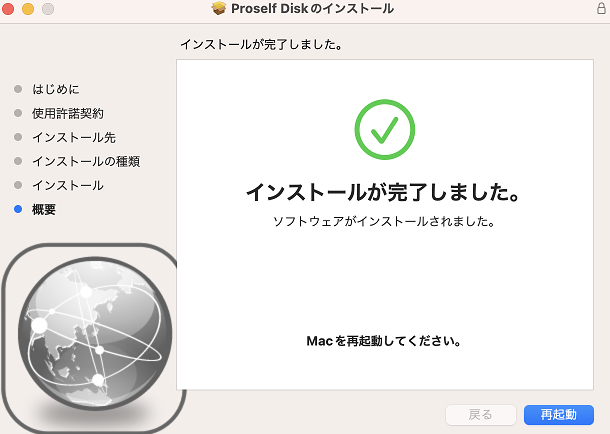 Proself Diskのインストール
インストールが完了しました。
はじめに
使用許諾契約
インストール先
インストールの種類
インストール
概要
インストールが完了しました。
ソフトウェアがインストールされました。
Macを再起動してください。
戻る
再起動